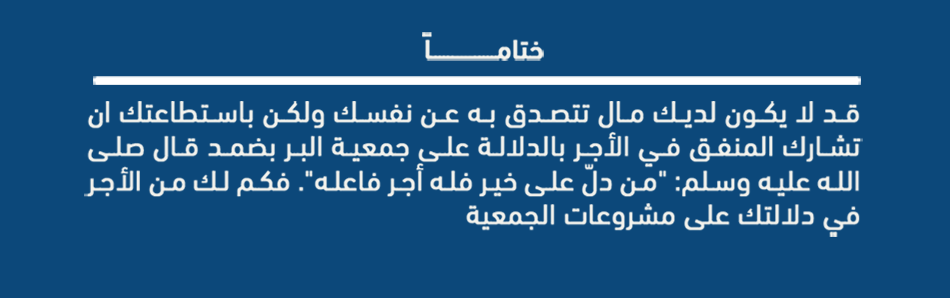 ختامـــــــــاً
قد لا يكون لديك مال تتصدق به عن نفسك ولكن باستطاعتك ان
تشارك المنفق في الأجر بالدلالة على جمعية البر بضمد قال صلى
الله عليه وسلم: "من دلّ على خير فله أجر فاعله". فكم لك من الأجر
في دلالتك على مشروعات الجمعية